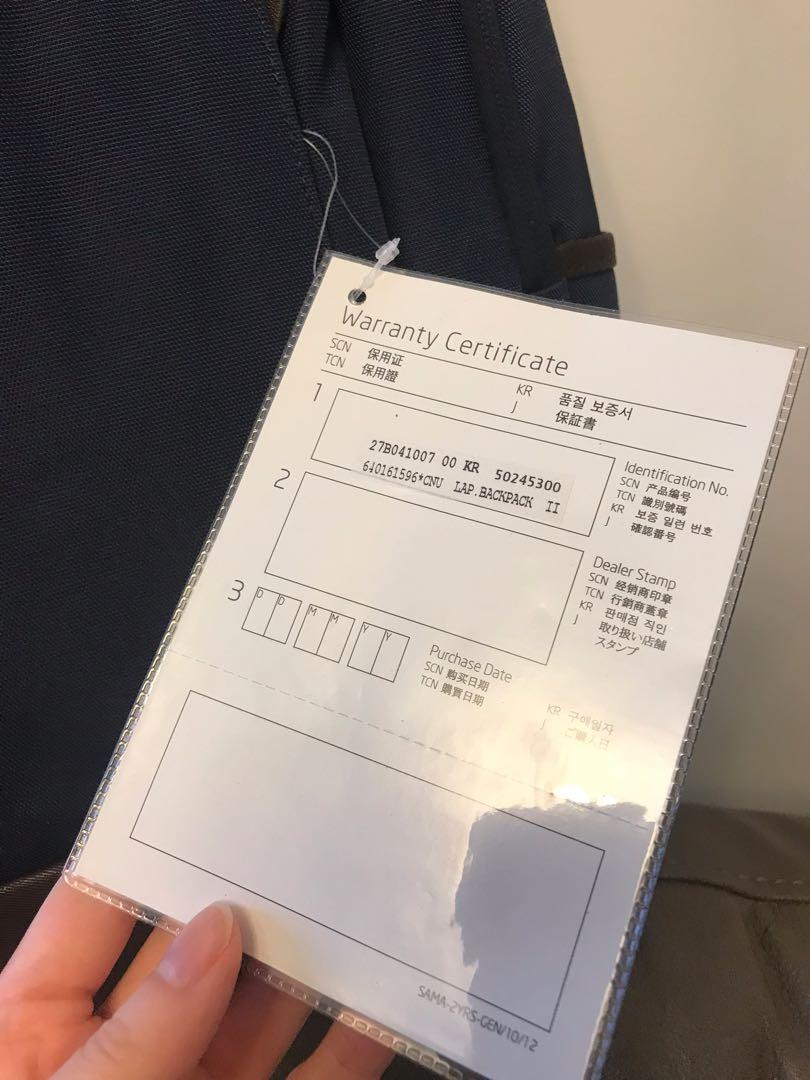 Warranty Certificate
SCN 保用证
TCN 保用證
KR 품질 보증서
J 保証書
1
27B041007 00 KR 50245300
640161596*CNU LAP.BACKPACK II
Identification No.
SCN 产品编号
TCN 識別號碼
KR 보증 일련 번호
J 確認番号
2
Dealer Stamp
SCN 经销商印章
TCN 行銷商蓋章
KR 판매점 직인
J 取り扱い店舗
スタンプ
3
D D M M Y Y
Purchase Date
SCN 购买日期
TCN 購買日期
KR 구매일자
J ご購入日
SAMA-2YRS-GEN/10/12